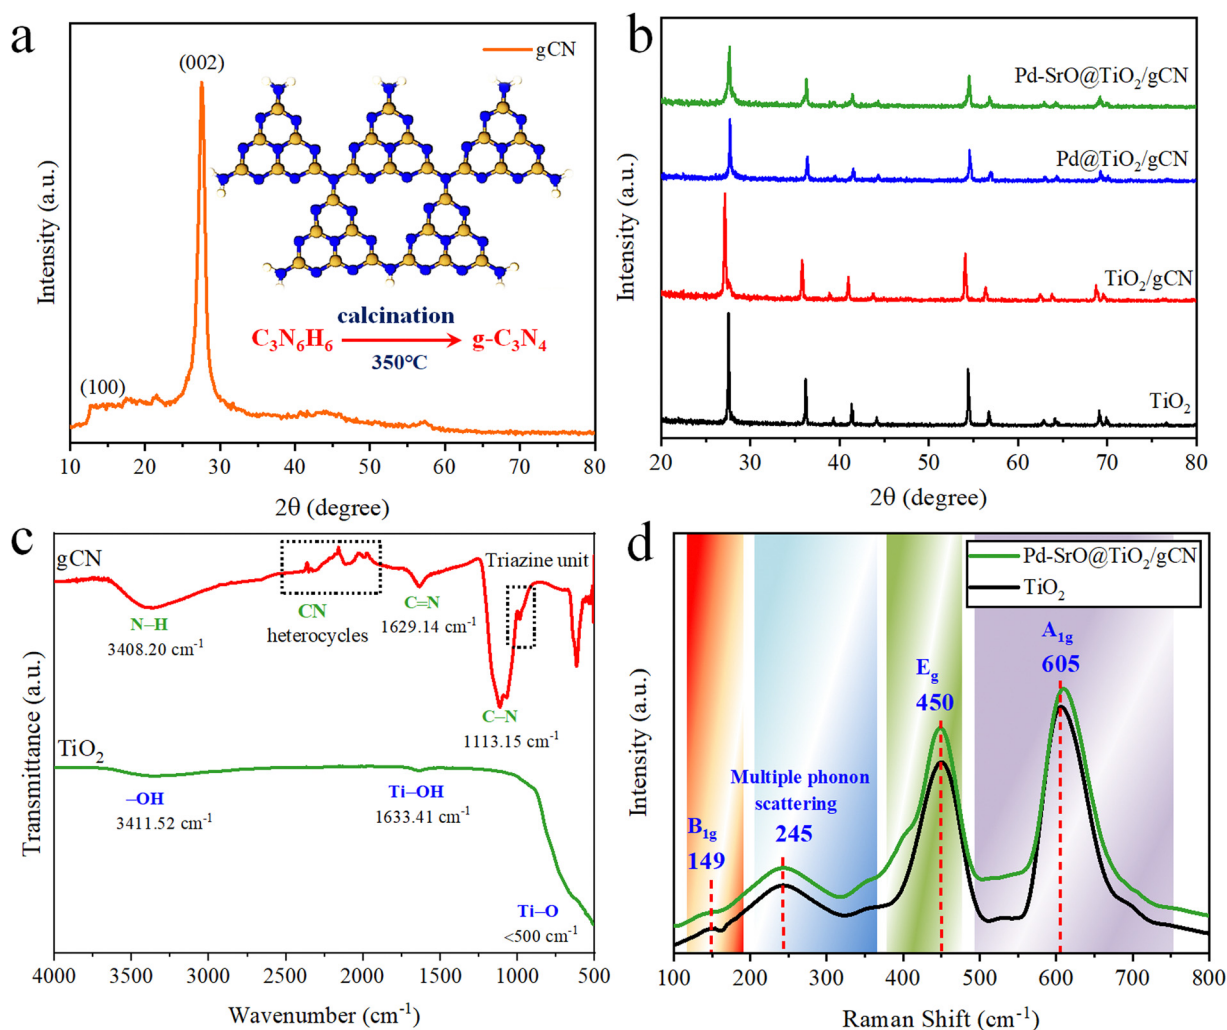 a
gCN
(002)
(100)
calcination
C₃N₆H₆
g-C₃N₄
350℃
Intensity (a.u.)
10 20 30 40 50 60 70 80
2θ (degree)
b
Pd-SrO@TiO₂/gCN
Pd@TiO₂/gCN
TiO₂/gCN
TiO₂
Intensity (a.u.)
20 30 40 50 60 70 80
2θ (degree)
c
gCN
Triazine unit
CN
heterocycles
C=N
1629.14 cm⁻¹
N–H
3408.20 cm⁻¹
C–N
1113.15 cm⁻¹
TiO₂
–OH
3411.52 cm⁻¹
Ti–OH
1633.41 cm⁻¹
Ti–O
<500 cm⁻¹
Transmittance (a.u.)
4000 3500 3000 2500 2000 1500 1000 500
Wavenumber (cm⁻¹)
d
Pd-SrO@TiO₂/gCN
TiO₂
A₁g
605
Eg
450
Multiple phonon
scattering
245
B₁g
149
Intensity (a.u.)
100 200 300 400 500 600 700 800
Raman Shift (cm⁻¹)